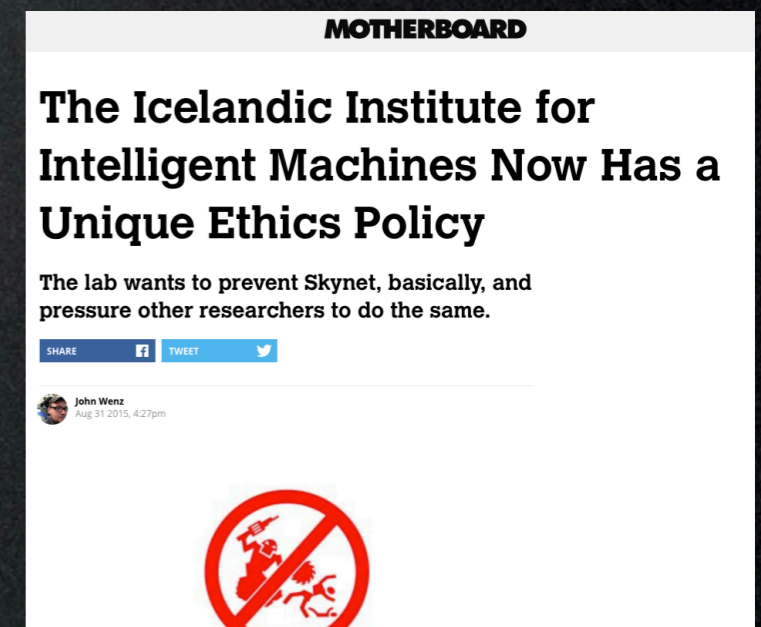 MOTHERBOARD
The Icelandic Institute for
Intelligent Machines Now Has a
Unique Ethics Policy
The lab wants to prevent Skynet, basically, and
pressure other researchers to do the same.
SHARE TWEET
John Wenz
Aug 31 2015, 4:27pm